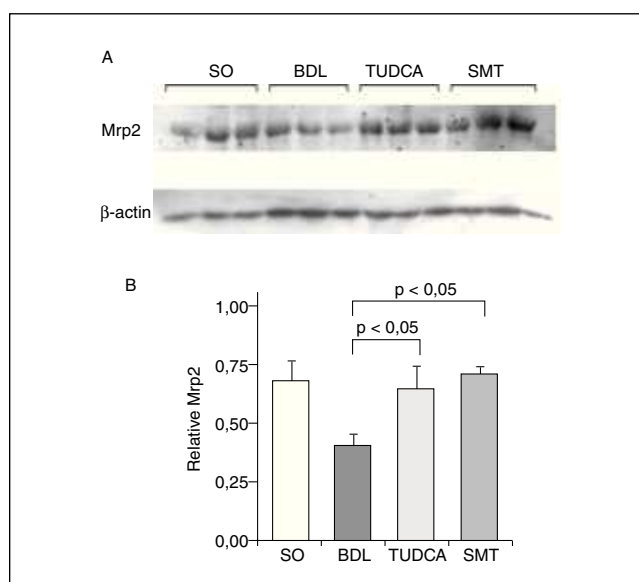 A
SO BDL TUDCA SMT
Mrp2
β-actin
B
p < 0,05
p < 0,05
1,00
0,75
0,50
0,25
0,00
Relative Mrp2
SO BDL TUDCA SMT